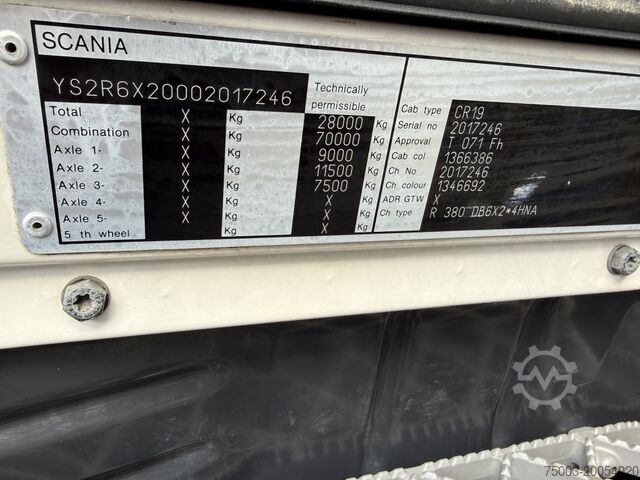 SCANIA
YS2R6X20002017246
Technically
permissible
Total X Kg 28000 Kg
Combination X Kg 70000 Kg
Axle 1- X Kg 9000 Kg
Axle 2- X Kg 11500 Kg
Axle 3- X Kg 7500 Kg
Axle 4- X Kg X Kg
Axle 5- X Kg X Kg
5 th wheel X Kg X Kg
Cab type CR19
Serial no 2017246
Approval T 071 Fh
Cab col 1366386
Ch No 2017246
Ch colour 1346692
ADR GTW X
Ch type R 380 DB6X2*4HNA
75003-20054020